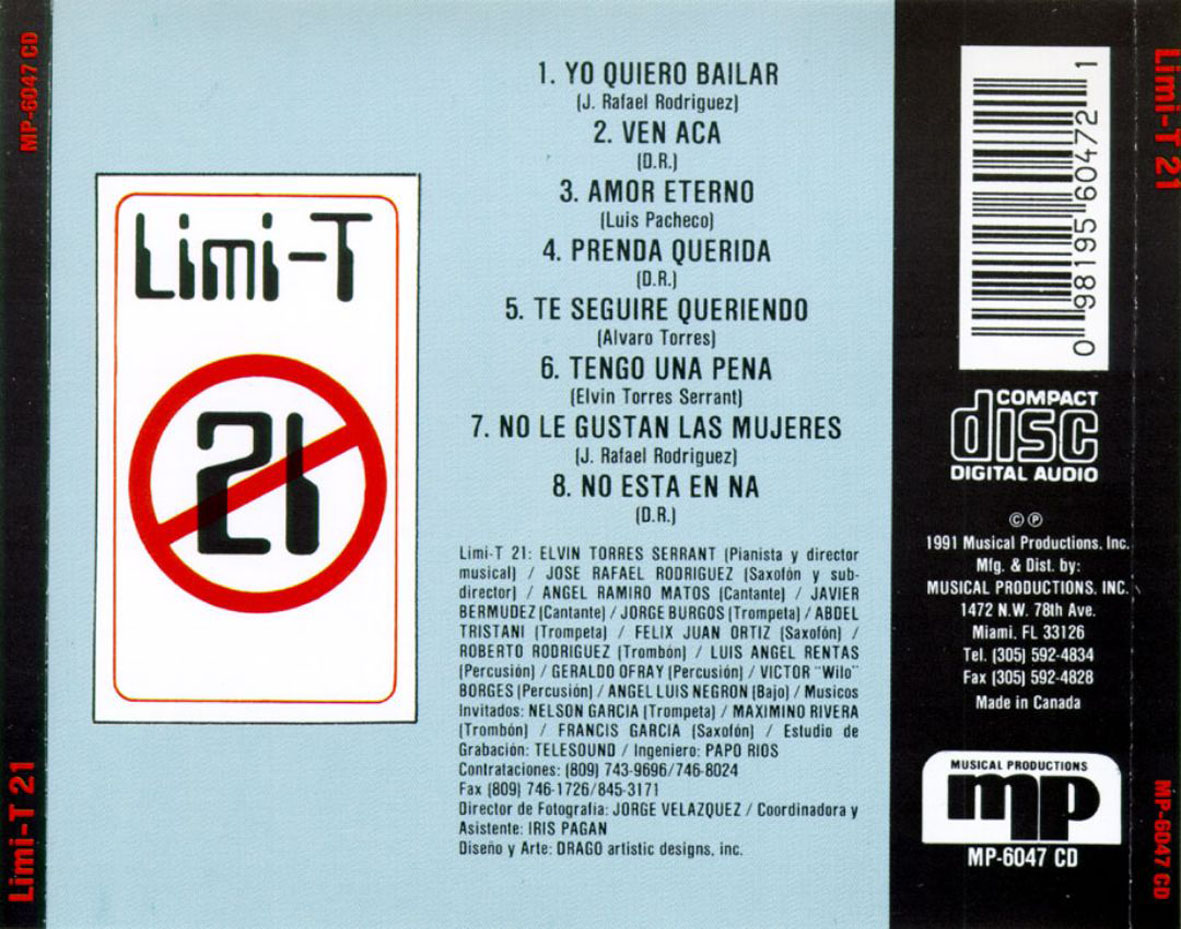 MP-6047 CD
Limi-T 21
Limi-T
21
1. YO QUIERO BAILAR
(J. Rafael Rodriguez)
2. VEN ACA
(D.R.)
3. AMOR ETERNO
(Luis Pacheco)
4. PRENDA QUERIDA
(D.R.)
5. TE SEGUIRE QUERIENDO
(Alvaro Torres)
6. TENGO UNA PENA
(Elvin Torres Serrant)
7. NO LE GUSTAN LAS MUJERES
(J. Rafael Rodriguez)
8. NO ESTA EN NA
(D.R.)
Limi-T 21: ELVIN TORRES SERRANT (Pianista y director
musical) / JOSE RAFAEL RODRIGUEZ (Saxofón y sub-
director) / ANGEL RAMIRO MATOS (Cantante) / JAVIER
BERMUDEZ (Cantante) / JORGE BURGOS (Trompeta) / ABDEL
TRISTANI (Trompeta) / FELIX JUAN ORTIZ (Saxofón) /
ROBERTO RODRIGUEZ (Trombón) / LUIS ANGEL RENTAS
(Percusión) / GERALDO OFRAY (Percusión) / VICTOR "Wilo"
BORGES (Percusión) / ANGEL LUIS NEGRON (Bajo) / Musicos
Invitados: NELSON GARCIA (Trompeta) / MAXIMINO RIVERA
(Trombón) / FRANCIS GARCIA (Saxofón) / Estudio de
Grabación: TELESOUND / Ingeniero: PAPO RIOS
Contrataciones: (809) 743-9696/746-8024
Fax (809) 746-1726/845-3171
Director de Fotografía: JORGE VELAZQUEZ / Coordinadora y
Asistente: IRIS PAGAN
Diseño y Arte: DRAGO artistic designs, inc.
0 98195 60472 1
COMPACT
disc
DIGITAL AUDIO
© ℗
1991 Musical Productions, Inc.
Mfg. & Dist. by:
MUSICAL PRODUCTIONS, INC.
1472 N.W. 78th Ave.
Miami, FL 33126
Tel. (305) 592-4834
Fax (305) 592-4828
Made in Canada
MUSICAL PRODUCTIONS
mp
MP-6047 CD
Limi-T 21
MP-6047 CD